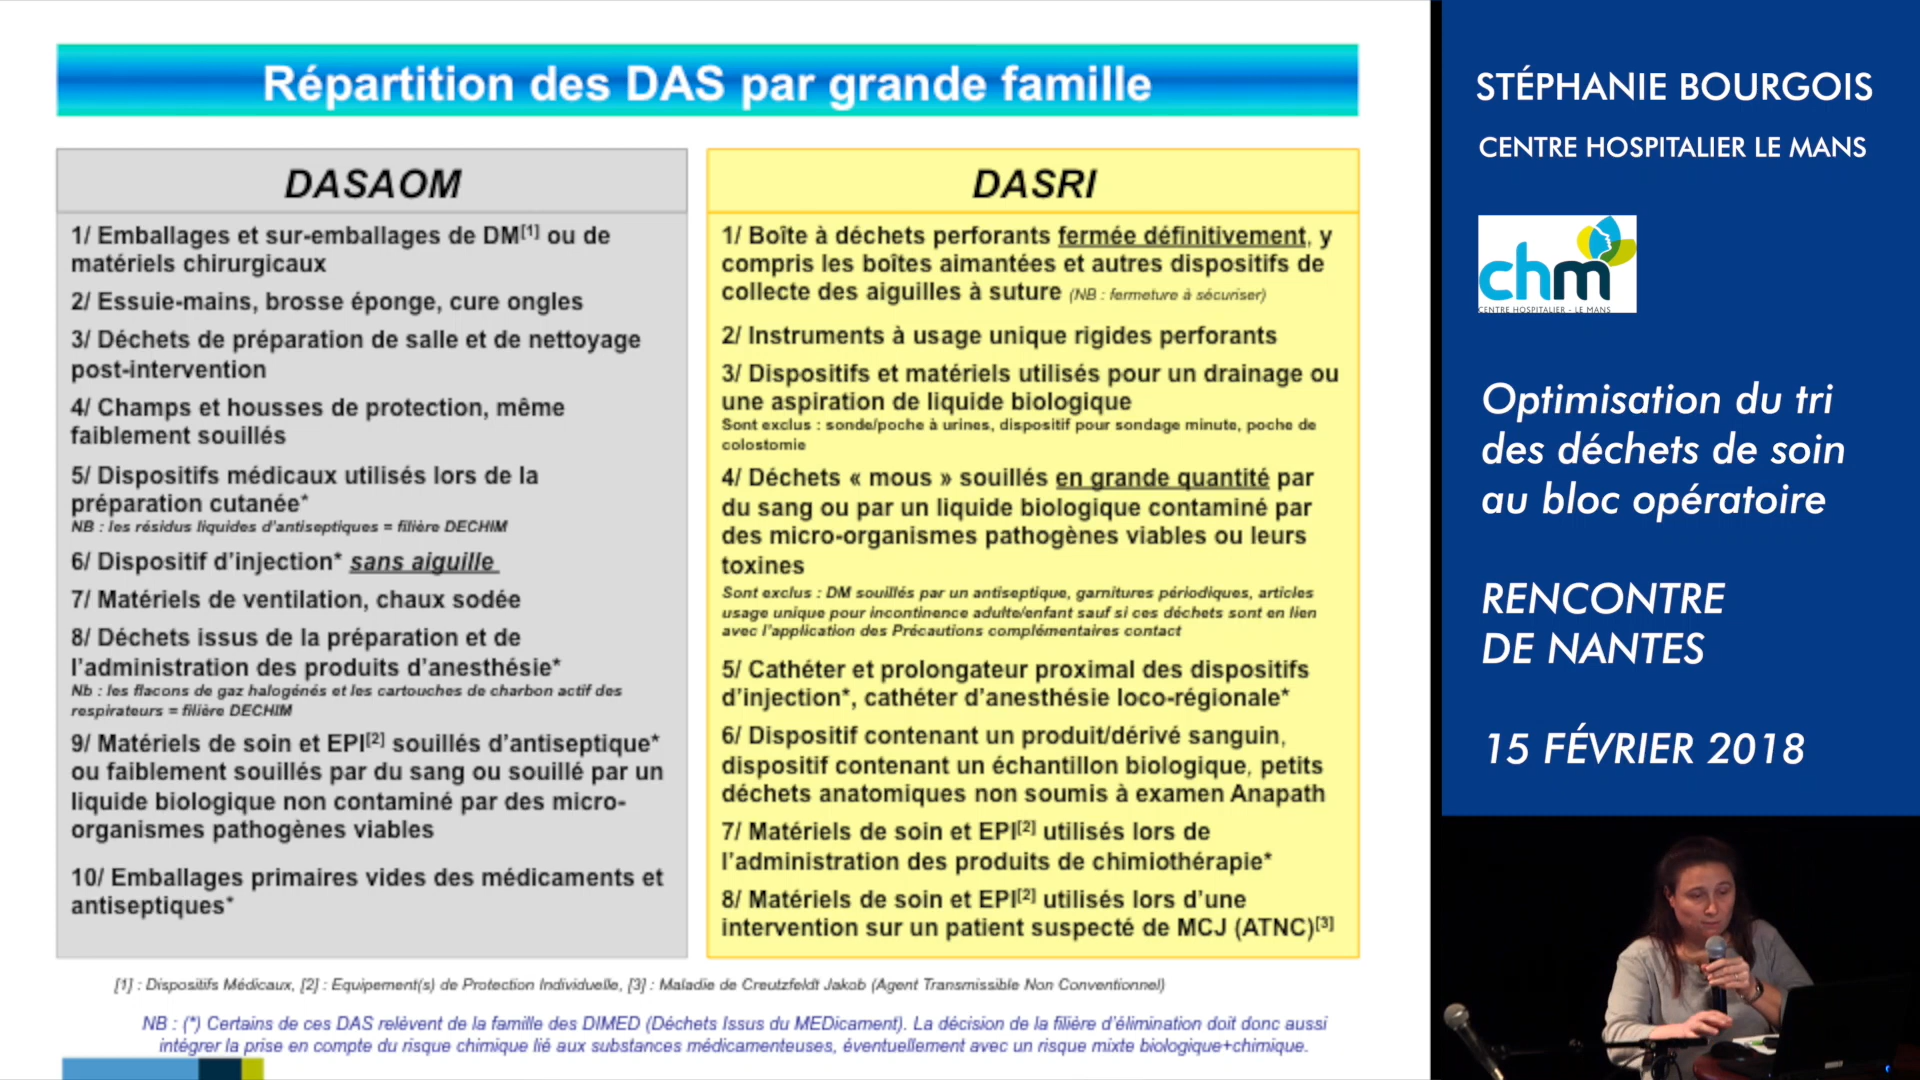 Répartition des DAS par grande famille
DASAOM
1/ Emballages et sur-emballages de DM[1] ou de
matériels chirurgicaux
2/ Essuie-mains, brosse éponge, cure ongles
3/ Déchets de préparation de salle et de nettoyage
post-intervention
4/ Champs et housses de protection, même
faiblement souillés
5/ Dispositifs médicaux utilisés lors de la
préparation cutanée*
NB : les résidus liquides d'antiseptiques = filière DECHIM
6/ Dispositif d'injection* sans aiguille
7/ Matériels de ventilation, chaux sodée
8/ Déchets issus de la préparation et de
l'administration des produits d'anesthésie*
Nb : les flacons de gaz halogénés et les cartouches de charbon actif des
respirateurs = filière DECHIM
9/ Matériels de soin et EPI[2] souillés d'antiseptique*
ou faiblement souillés par du sang ou souillé par un
liquide biologique non contaminé par des micro-
organismes pathogènes viables
10/ Emballages primaires vides des médicaments et
antiseptiques*
DASRI
1/ Boîte à déchets perforants fermée définitivement, y
compris les boîtes aimantées et autres dispositifs de
collecte des aiguilles à suture (NB : fermeture à sécuriser)
2/ Instruments à usage unique rigides perforants
3/ Dispositifs et matériels utilisés pour un drainage ou
une aspiration de liquide biologique
Sont exclus : sonde/poche à urines, dispositif pour sondage minute, poche de
colostomie
4/ Déchets « mous » souillés en grande quantité par
du sang ou par un liquide biologique contaminé par
des micro-organismes pathogènes viables ou leurs
toxines
Sont exclus : DM souillés par un antiseptique, garnitures périodiques, articles
usage unique pour incontinence adulte/enfant sauf si ces déchets sont en lien
avec l'application des Précautions complémentaires contact
5/ Cathéter et prolongateur proximal des dispositifs
d'injection*, cathéter d'anesthésie loco-régionale*
6/ Dispositif contenant un produit/dérivé sanguin,
dispositif contenant un échantillon biologique, petits
déchets anatomiques non soumis à examen Anapath
7/ Matériels de soin et EPI[2] utilisés lors de
l'administration des produits de chimiothérapie*
8/ Matériels de soin et EPI[2] utilisés lors d'une
intervention sur un patient suspecté de MCJ (ATNC)[3]
[1] : Dispositifs Médicaux, [2] : Equipement(s) de Protection Individuelle, [3] : Maladie de Creutzfeldt Jakob (Agent Transmissible Non Conventionnel)
NB : (*) Certains de ces DAS relèvent de la famille des DIMED (Déchets Issus du MEDicament). La décision de la filière d'élimination doit donc aussi
intégrer la prise en compte du risque chimique lié aux substances médicamenteuses, éventuellement avec un risque mixte biologique+chimique.
STÉPHANIE BOURGOIS
CENTRE HOSPITALIER LE MANS
chm
CENTRE HOSPITALIER - LE MANS
Optimisation du tri
des déchets de soin
au bloc opératoire
RENCONTRE
DE NANTES
15 FÉVRIER 2018